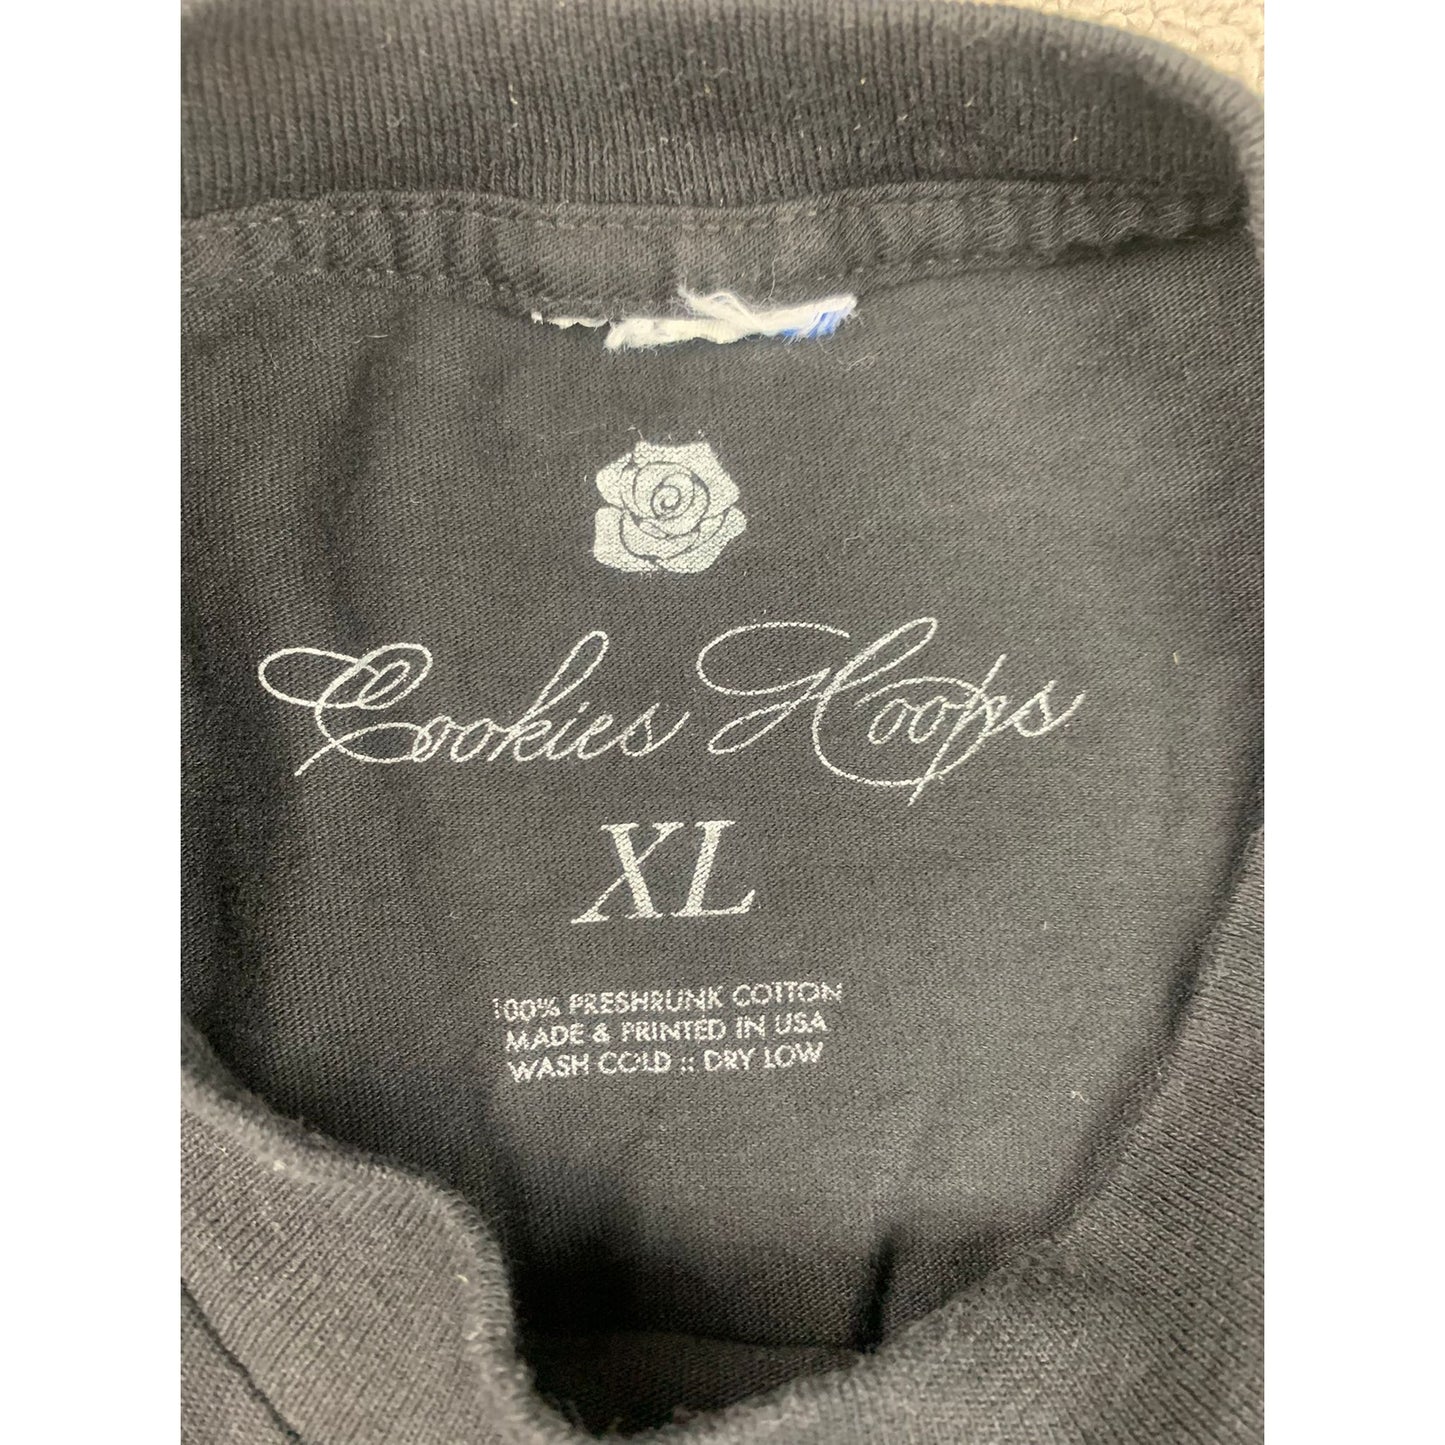 Cookies Hoops
XL
100% PRESHRUNK COTTON
MADE & PRINTED IN USA
WASH COLD :: DRY LOW